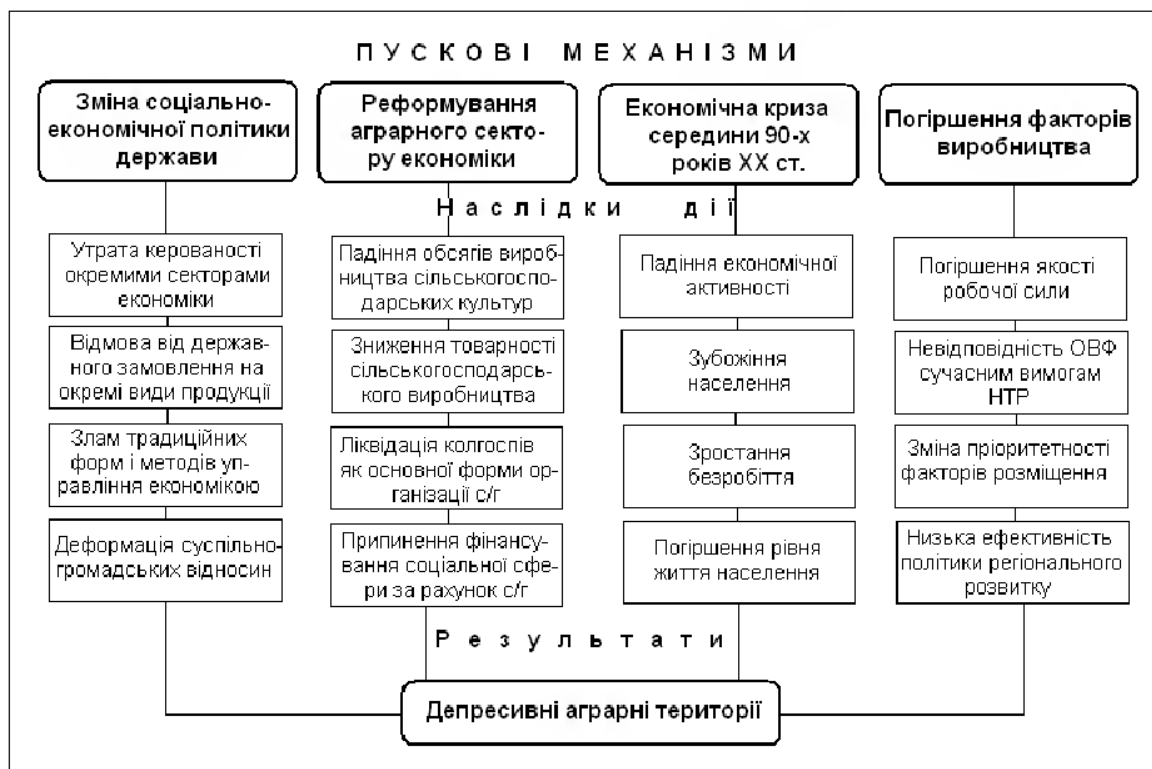 ПУСКОВІ МЕХАНІЗМИ
Зміна соціально-
економічної політики
держави
Реформування
аграрного секто-
ру економіки
Економічна криза
середини 90-х
років ХХ ст.
Погіршення факторів
виробництва
Наслідки дії
Утрата керованості
окремими секторами
економіки
Відмова від держав-
ного замовлення на
окремі види продукції
Злам традиційних
форм і методів уп-
равління економікою
Деформація суспільно-
громадських відносин
Падіння обсягів вироб-
ництва сільськогоспо-
дарських культур
Зниження товарності
сільськогосподарсь-
кого виробництва
Ліквідація колгоспів
як основної форми ор-
ганізації с/г
Припинення фінансу-
вання соціальної сфе-
ри за рахунок с/г
Падіння економічної
активності
Зубожіння
населення
Зростання
безробіття
Погіршення рівня
життя населення
Погіршення якості
робочої сили
Невідповідність ОВФ
сучасним вимогам
НТР
Зміна пріоритетності
факторів розміщення
Низька ефективність
політики регіонального
розвитку
Результати
Депресивні аграрні території